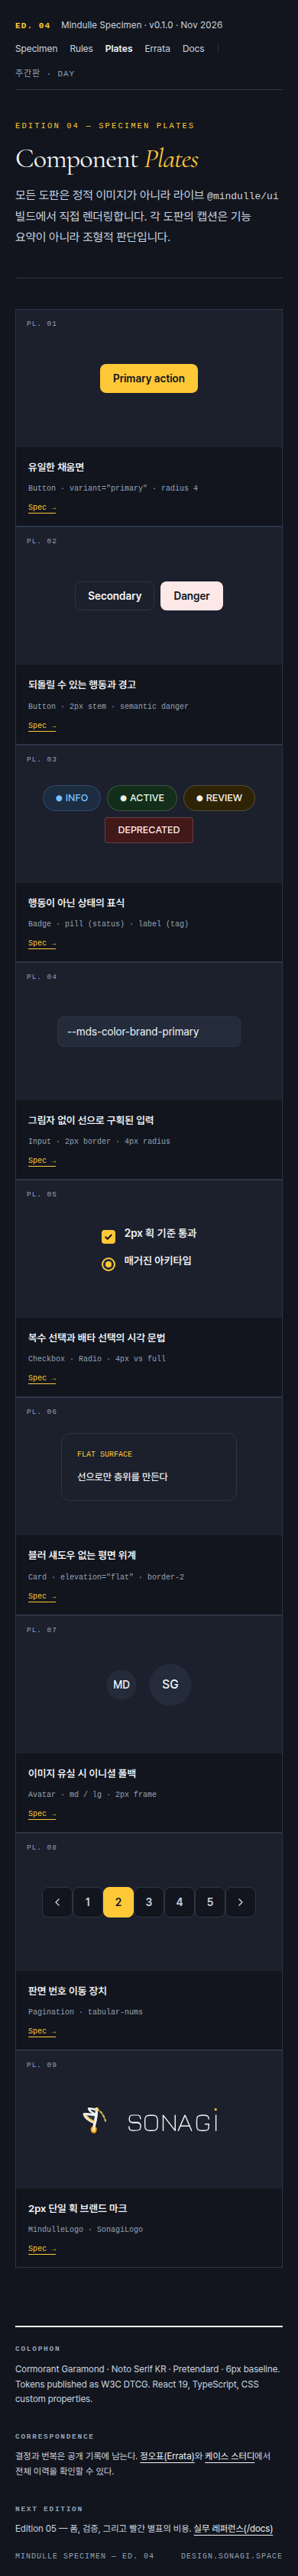 ED. 04 Mindulle Specimen · v0.1.0 · Nov 2026
Specimen Rules Plates Errata Docs
주간판 · DAY
EDITION 04 — SPECIMEN PLATES
Component Plates
모든 도판은 정적 이미지가 아니라 라이브 @mindulle/ui
빌드에서 직접 렌더링합니다. 각 도판의 캡션은 기능
요약이 아니라 조형적 판단입니다.
PL. 01
Primary action
유일한 채움면
Button · variant="primary" · radius 4
Spec →
PL. 02
Secondary Danger
되돌릴 수 있는 행동과 경고
Button · 2px stem · semantic danger
Spec →
PL. 03
INFO ACTIVE REVIEW
DEPRECATED
행동이 아닌 상태의 표식
Badge · pill (status) · label (tag)
Spec →
PL. 04
--mds-color-brand-primary
그림자 없이 선으로 구획된 입력
Input · 2px border · 4px radius
Spec →
PL. 05
2px 획 기준 통과
매거진 아키타입
복수 선택과 배타 선택의 시각 문법
Checkbox · Radio · 4px vs full
Spec →
PL. 06
FLAT SURFACE
선으로만 층위를 만든다
블러 섀도우 없는 평면 위계
Card · elevation="flat" · border-2
Spec →
PL. 07
MD SG
이미지 유실 시 이니셜 폴백
Avatar · md / lg · 2px frame
Spec →
PL. 08
1 2 3 4 5
판면 번호 이동 장치
Pagination · tabular-nums
Spec →
PL. 09
SONAGI
2px 단일 획 브랜드 마크
MindulleLogo · SonagiLogo
Spec →
COLOPHON
Cormorant Garamond · Noto Serif KR · Pretendard · 6px baseline.
Tokens published as W3C DTCG. React 19, TypeScript, CSS
custom properties.
CORRESPONDENCE
결정과 번복은 공개 기록에 남는다. 정오표(Errata)와 케이스 스터디에서
전체 이력을 확인할 수 있다.
NEXT EDITION
Edition 05 — 폼, 검증, 그리고 빨간 별표의 비용. 실무 레퍼런스(/docs)
MINDULLE SPECIMEN — ED. 04 DESIGN.SONAGI.SPACE